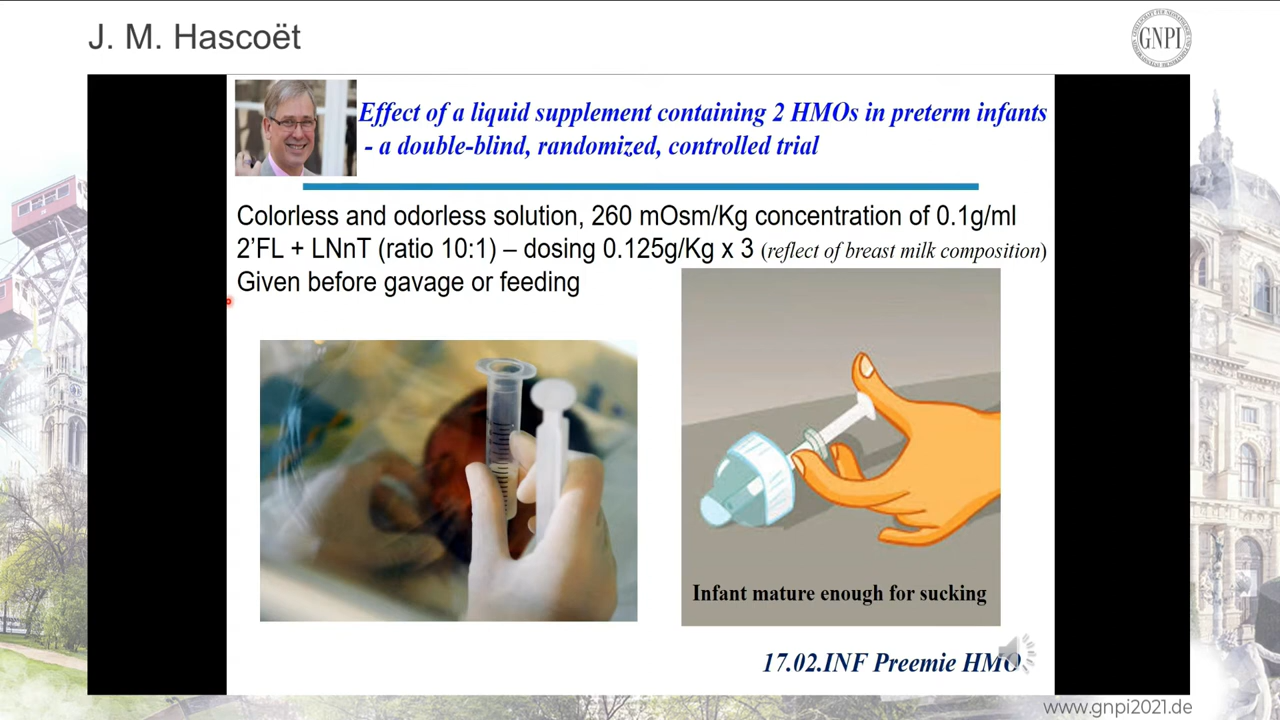 J. M. Hascoët
GNPI
Effect of a liquid supplement containing 2 HMOs in preterm infants
- a double-blind, randomized, controlled trial
Colorless and odorless solution, 260 mOsm/Kg concentration of 0.1g/ml
2’FL + LNnT (ratio 10:1) – dosing 0.125g/Kg x 3 (reflect of breast milk composition)
Given before gavage or feeding
Infant mature enough for sucking
17.02.INF Preemie HMO
www.gnpi2021.de